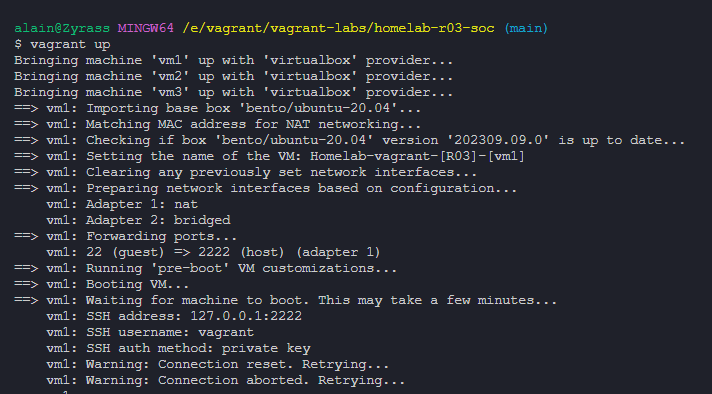 alain@Zyrass MINGW64 /e/vagrant/vagrant-labs/homelab-r03-soc (main)
$ vagrant up
Bringing machine 'vm1' up with 'virtualbox' provider...
Bringing machine 'vm2' up with 'virtualbox' provider...
Bringing machine 'vm3' up with 'virtualbox' provider...
==> vm1: Importing base box 'bento/ubuntu-20.04'...
==> vm1: Matching MAC address for NAT networking...
==> vm1: Checking if box 'bento/ubuntu-20.04' version '202309.09.0' is up to date...
==> vm1: Setting the name of the VM: Homelab-vagrant-[R03]-[vm1]
==> vm1: Clearing any previously set network interfaces...
==> vm1: Preparing network interfaces based on configuration...
    vm1: Adapter 1: nat
    vm1: Adapter 2: bridged
==> vm1: Forwarding ports...
    vm1: 22 (guest) => 2222 (host) (adapter 1)
==> vm1: Running 'pre-boot' VM customizations...
==> vm1: Booting VM...
==> vm1: Waiting for machine to boot. This may take a few minutes...
    vm1: SSH address: 127.0.0.1:2222
    vm1: SSH username: vagrant
    vm1: SSH auth method: private key
    vm1: Warning: Connection reset. Retrying...
    vm1: Warning: Connection aborted. Retrying...